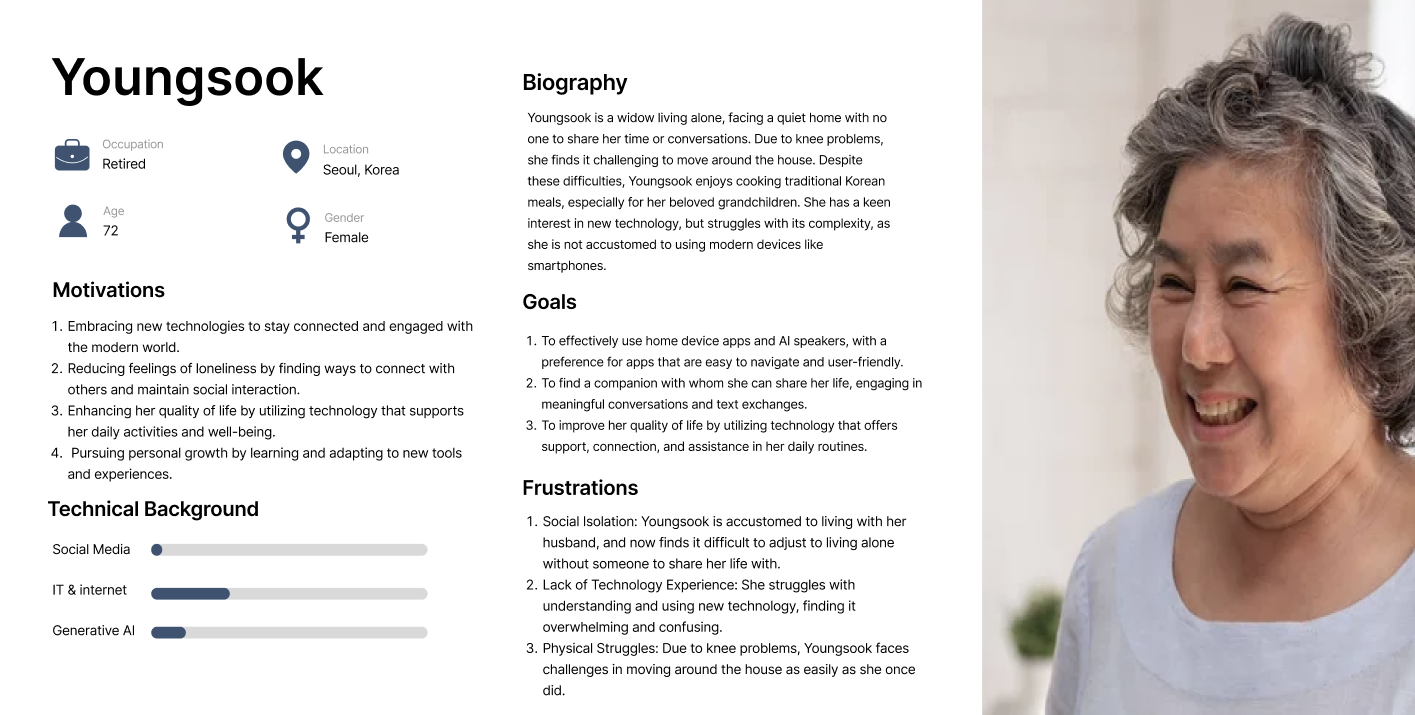 Youngsook
Occupation
Retired
Location
Seoul, Korea
Age
72
Gender
Female
Motivations
1. Embracing new technologies to stay connected and engaged with
the modern world.
2. Reducing feelings of loneliness by finding ways to connect with
others and maintain social interaction.
3. Enhancing her quality of life by utilizing technology that supports
her daily activities and well-being.
4. Pursuing personal growth by learning and adapting to new tools
and experiences.
Technical Background
Social Media
IT & internet
Generative AI
Biography
Youngsook is a widow living alone, facing a quiet home with no
one to share her time or conversations. Due to knee problems,
she finds it challenging to move around the house. Despite
these difficulties, Youngsook enjoys cooking traditional Korean
meals, especially for her beloved grandchildren. She has a keen
interest in new technology, but struggles with its complexity, as
she is not accustomed to using modern devices like
smartphones.
Goals
1. To effectively use home device apps and AI speakers, with a
preference for apps that are easy to navigate and user-friendly.
2. To find a companion with whom she can share her life, engaging in
meaningful conversations and text exchanges.
3. To improve her quality of life by utilizing technology that offers
support, connection, and assistance in her daily routines.
Frustrations
1. Social Isolation: Youngsook is accustomed to living with her
husband, and now finds it difficult to adjust to living alone
without someone to share her life with.
2. Lack of Technology Experience: She struggles with
understanding and using new technology, finding it
overwhelming and confusing.
3. Physical Struggles: Due to knee problems, Youngsook faces
challenges in moving around the house as easily as she once
did.